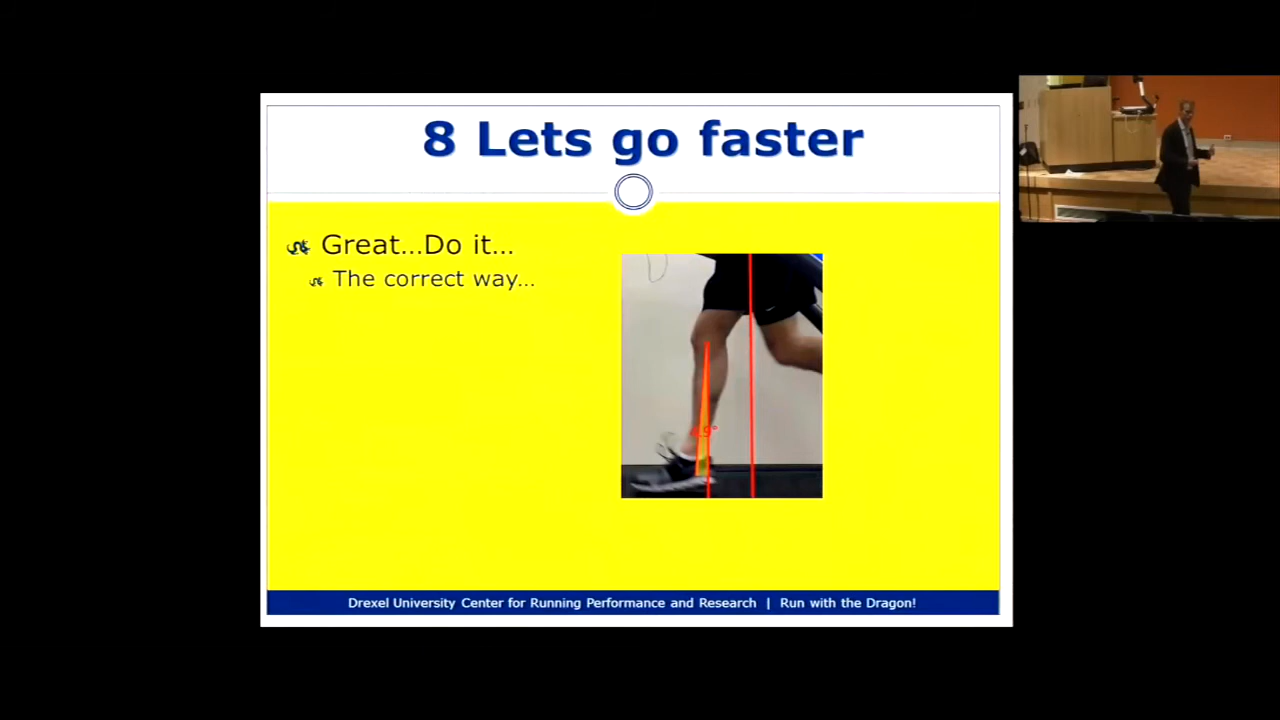 8 Lets go faster
Great...Do it...
The correct way...
Drexel University Center for Running Performance and Research | Run with the Dragon!